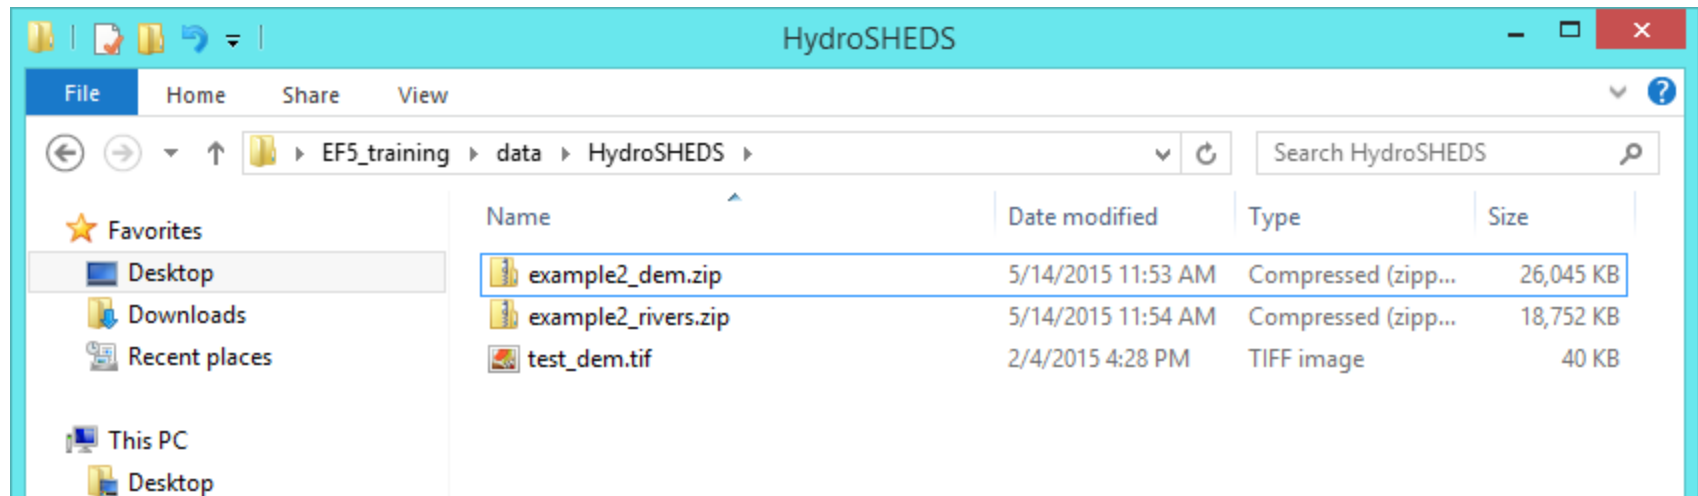 HydroSHEDS
File Home Share View
EF5_training data HydroSHEDS Search HydroSHEDS
Name Date modified Type Size
Favorites
Desktop example2_dem.zip 5/14/2015 11:53 AM Compressed (zipp... 26,045 KB
Downloads example2_rivers.zip 5/14/2015 11:54 AM Compressed (zipp... 18,752 KB
Recent places test_dem.tif 2/4/2015 4:28 PM TIFF image 40 KB
This PC
Desktop